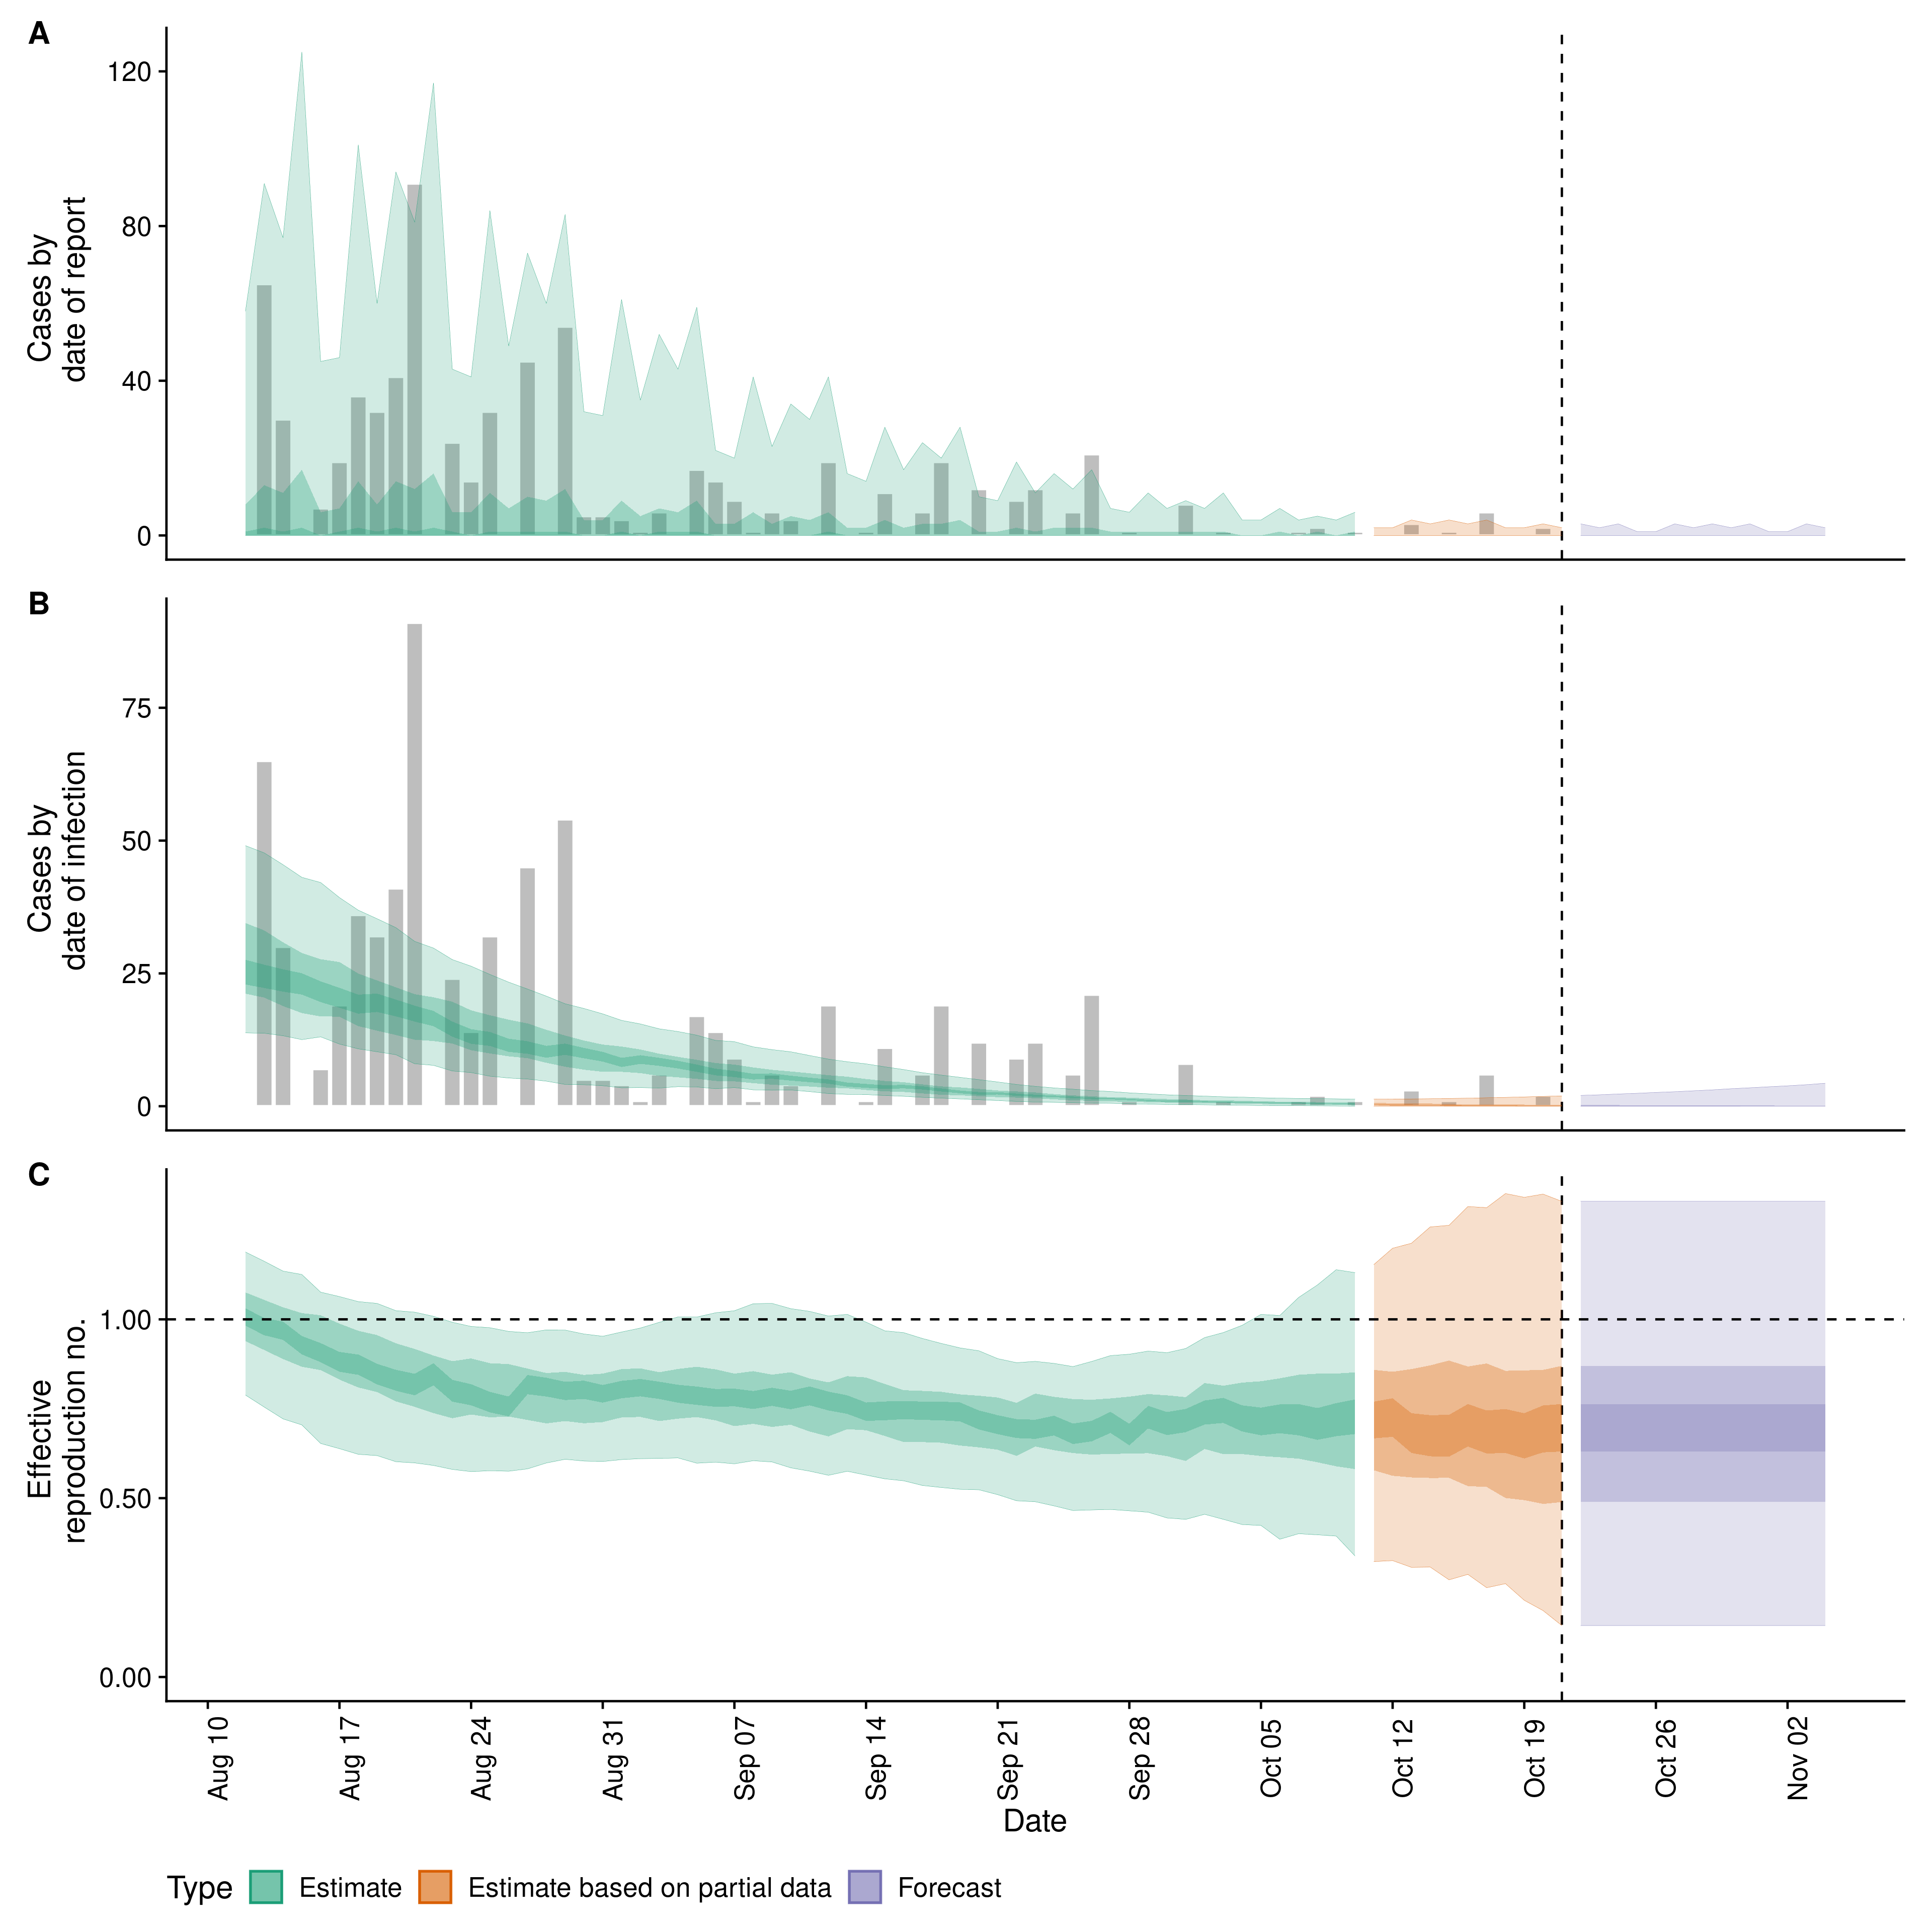 A
120
80
40
0
Cases by
date of report
B
75
50
25
0
Cases by
date of infection
C
1.00
0.50
0.00
Effective
reproduction no.
Aug 10
Aug 17
Aug 24
Aug 31
Sep 07
Sep 14
Sep 21
Sep 28
Oct 05
Oct 12
Oct 19
Oct 26
Nov 02
Date
Type Estimate Estimate based on partial data Forecast